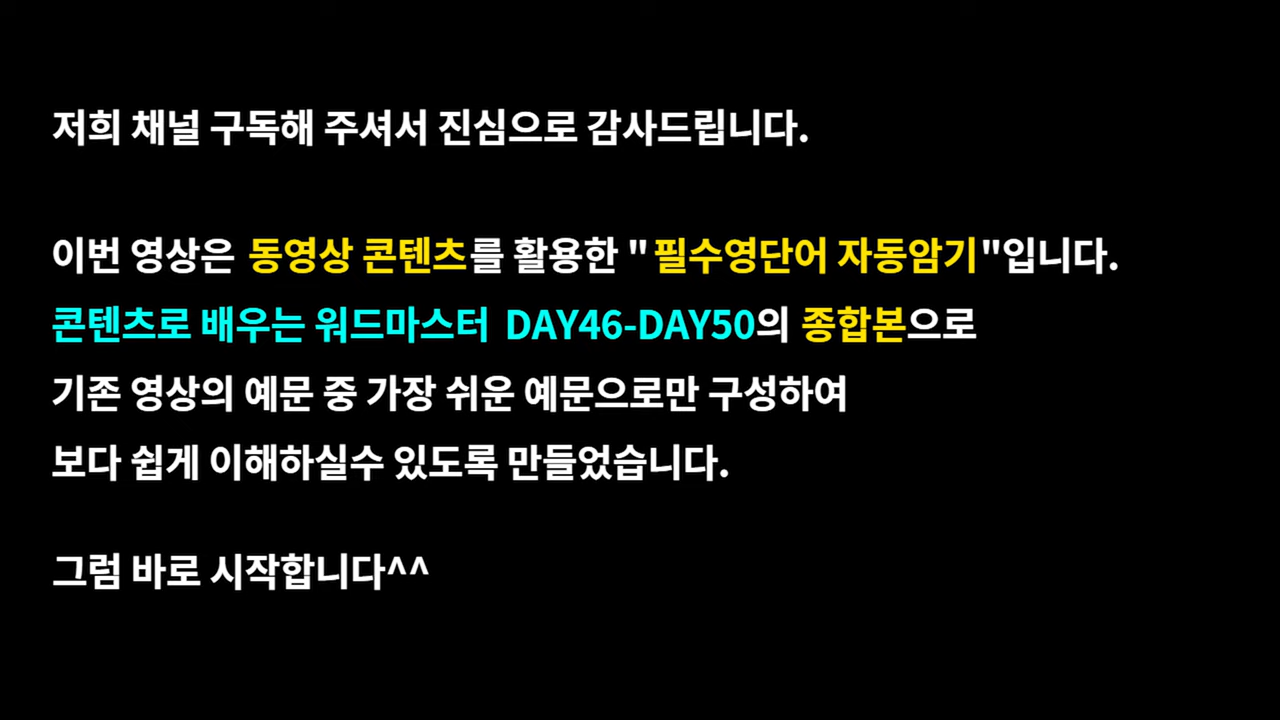 저희 채널 구독해 주셔서 진심으로 감사드립니다.
이번 영상은 동영상 콘텐츠를 활용한 "필수영단어 자동암기"입니다.
콘텐츠로 배우는 워드마스터 DAY46-DAY50의 종합본으로
기존 영상의 예문 중 가장 쉬운 예문으로만 구성하여
보다 쉽게 이해하실수 있도록 만들었습니다.
그럼 바로 시작합니다^^